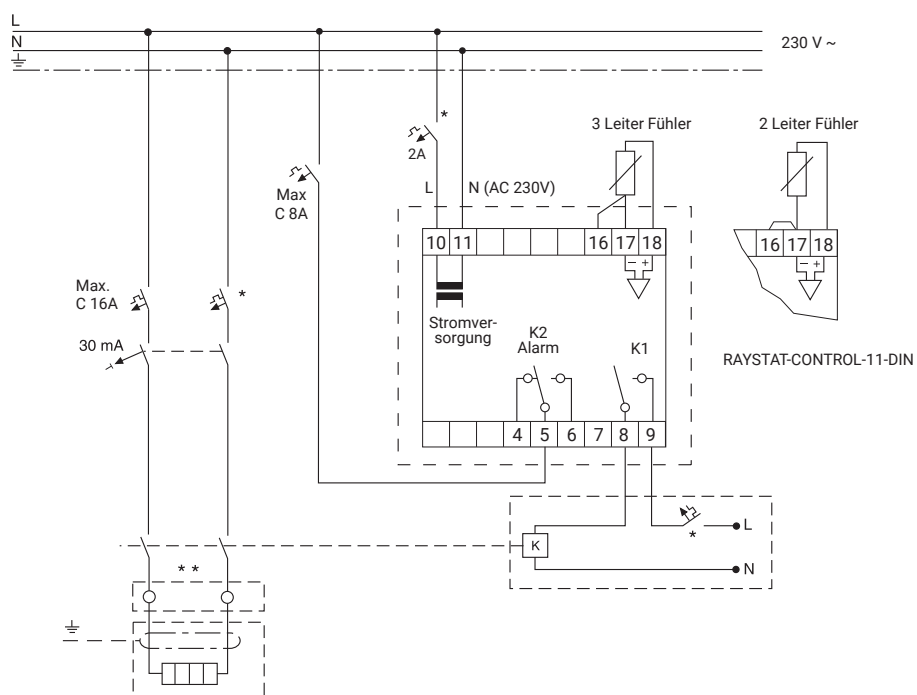 L
N
230 V ~
*
2A
3 Leiter Fühler
2 Leiter Fühler
Max
C 8A
L
N (AC 230V)
10 11 16 17 18
16 17 18
- +
- +
Max.
C 16A
*
Stromver-
sorgung
K2
Alarm
K1
30 mA
RAYSTAT-CONTROL-11-DIN
4 5 6 7 8 9
L
*
K
N
* *